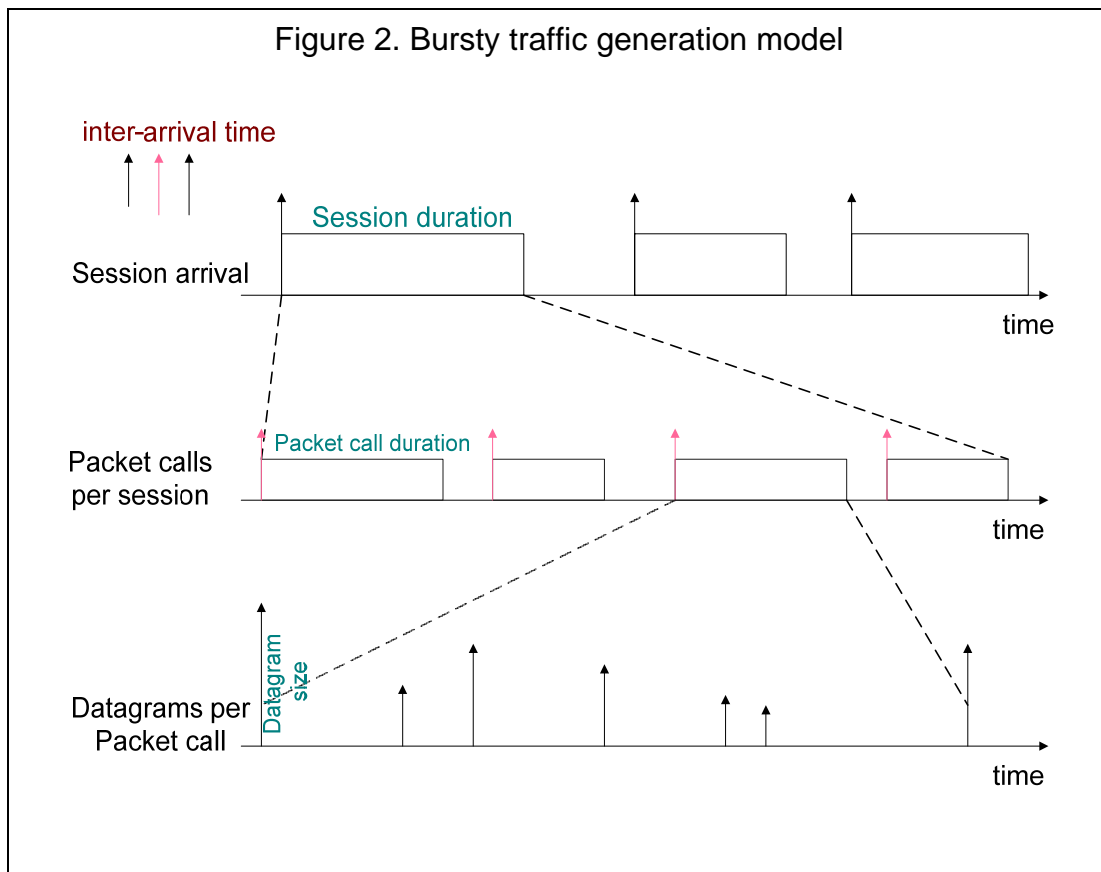 Figure 2. Bursty traffic generation model
inter-arrival time
Session duration
Session arrival
time
Packet call duration
Packet calls
per session
time
Datagram
size
Datagrams per
Packet call
time